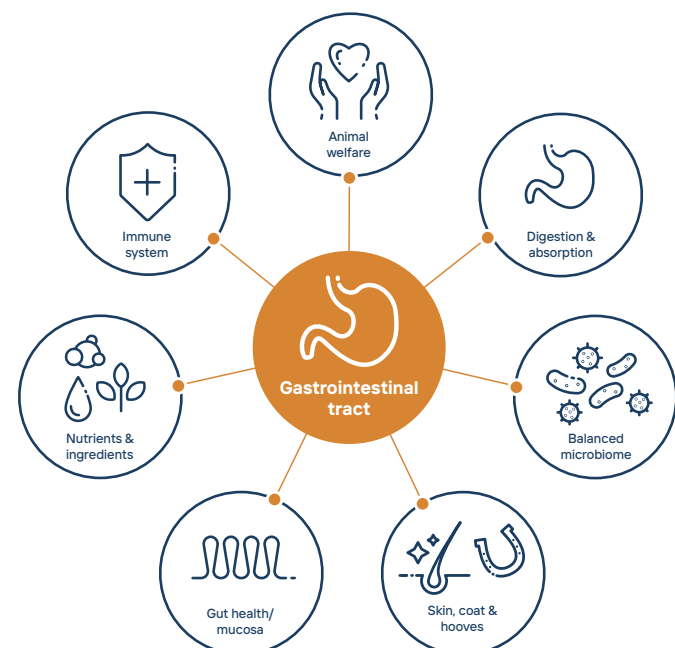 Animal
welfare
Immune
system
Digestion &
absorption
Gastrointestinal
tract
Nutrients &
ingredients
Balanced
microbiome
Gut health/
mucosa
Skin, coat &
hooves